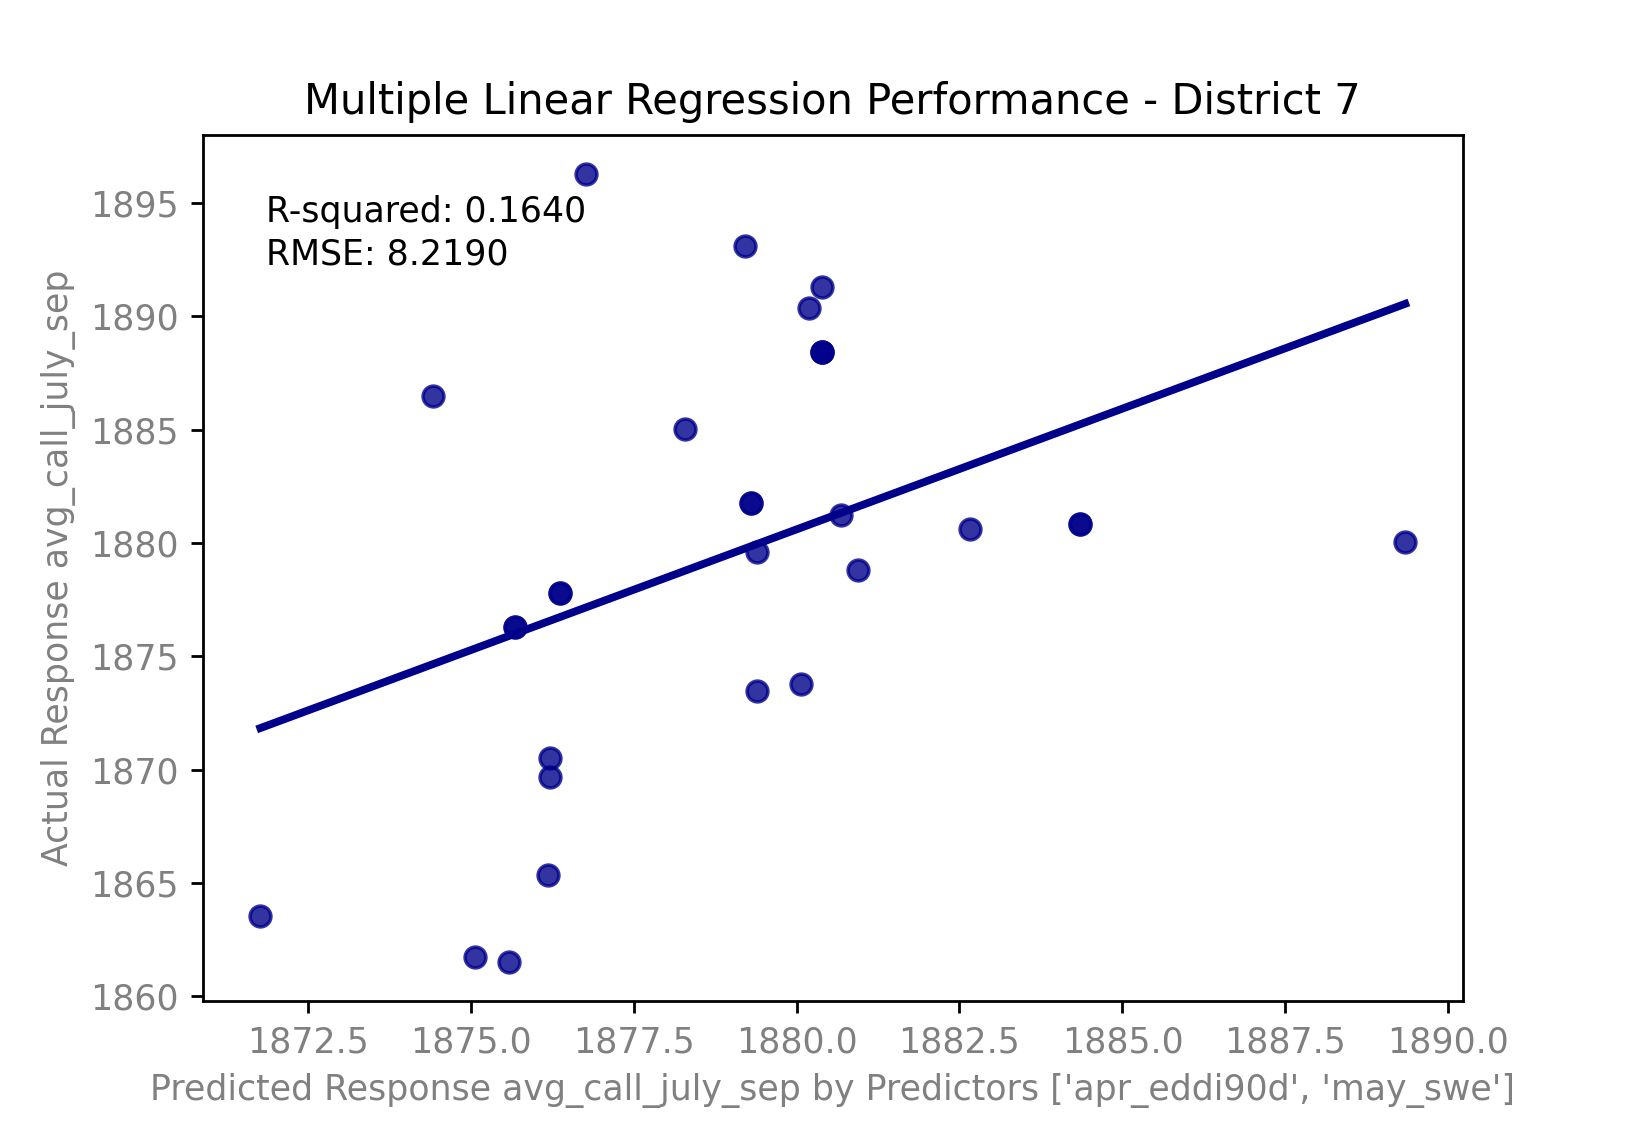 Multiple Linear Regression Performance - District 7
R-squared: 0.1640
RMSE: 8.2190
Actual Response avg_call_july_sep
1895
1890
1885
1880
1875
1870
1865
1860
1872.5 1875.0 1877.5 1880.0 1882.5 1885.0 1887.5 1890.0
Predicted Response avg_call_july_sep by Predictors ['apr_eddi90d', 'may_swe']